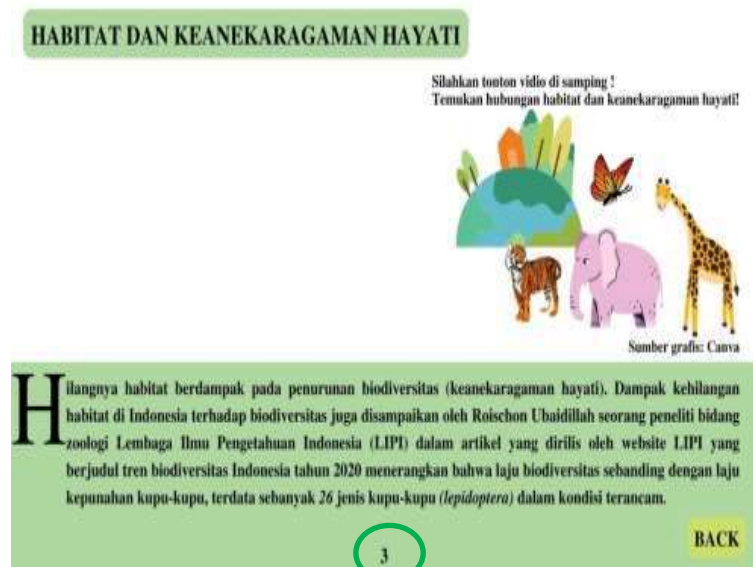 HABITAT DAN KEANEKARAGAMAN HAYATI
Silahkan tonton vidio di samping !
Temukan hubungan habitat dan keanekaragaman hayati!
Sumber grafis: Canva
Hilangnya habitat berdampak pada penurunan biodiversitas (keanekaragaman hayati). Dampak kehilangan
habitat di Indonesia terhadap biodiversitas juga disampaikan oleh Roischon Ubaidillah seorang peneliti bidang
zoologi Lembaga Ilmu Pengetahuan Indonesia (LIPI) dalam artikel yang dirilis oleh website LIPI yang
berjudul tren biodiversitas Indonesia tahun 2020 menerangkan bahwa laju biodiversitas sebanding dengan laju
kepunahan kupu-kupu, terdata sebanyak 26 jenis kupu-kupu (lepidoptera) dalam kondisi terancam.
BACK
3